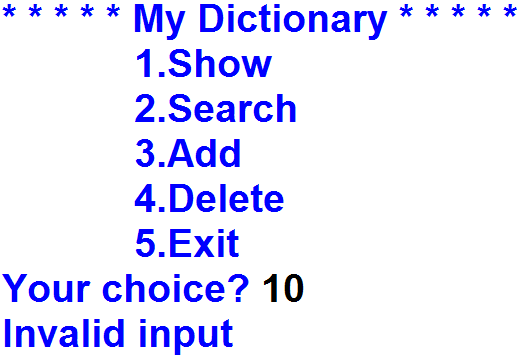 * * * * * My Dictionary * * * * *
1.Show
2.Search
3.Add
4.Delete
5.Exit
Your choice? 10
Invalid input